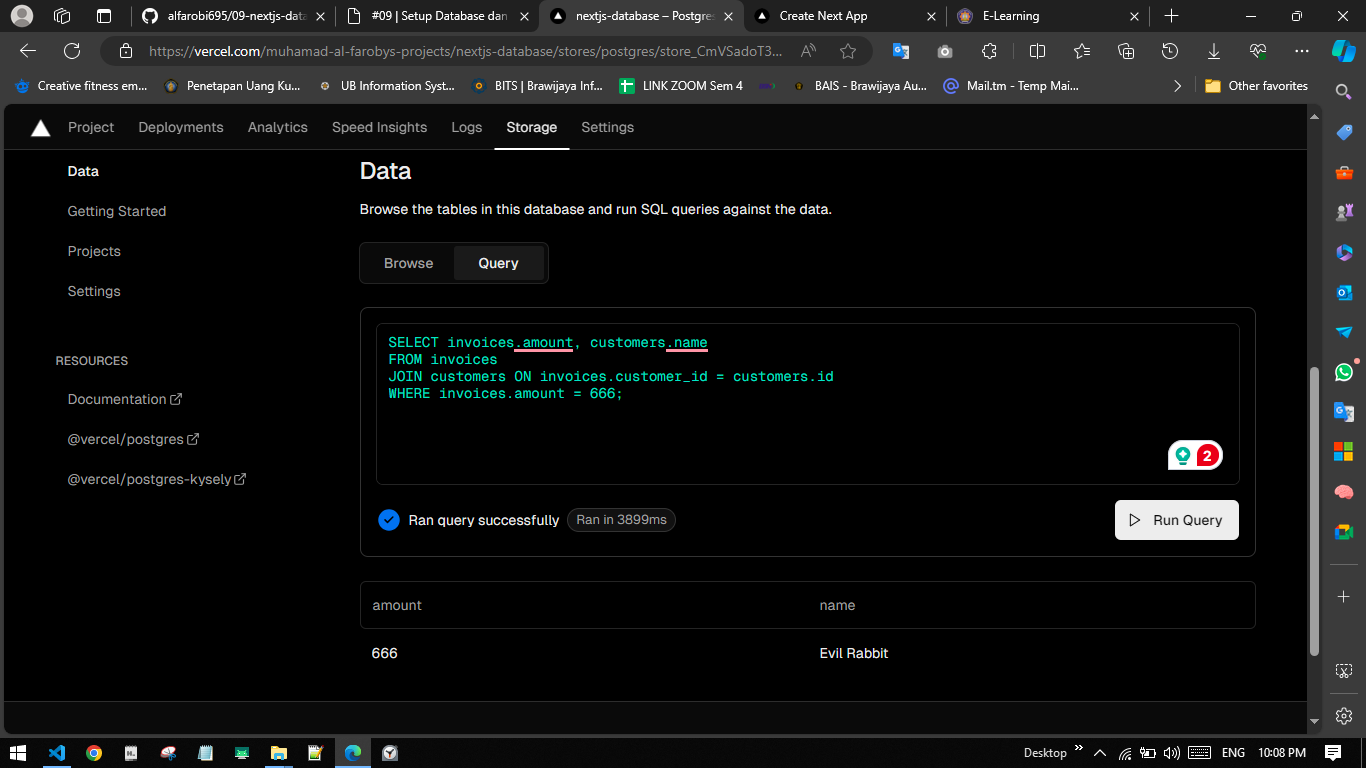 alfarobi695/09-nextjs-data
#09 | Setup Database dan
nextjs-database – Postgres
Create Next App
E-Learning
https://vercel.com/muhamad-al-farobys-projects/nextjs-database/stores/postgres/store_CmVSadoT3...
Creative fitness em...
Penetapan Uang Ku...
UB Information Syst...
BITS | Brawijaya Inf...
LINK ZOOM Sem 4
BAIS - Brawijaya Au...
Mail.tm - Temp Mai...
Other favorites
Project
Deployments
Analytics
Speed Insights
Logs
Storage
Settings
Data
Getting Started
Projects
Settings
RESOURCES
Documentation
@vercel/postgres
@vercel/postgres-kysely
Data
Browse the tables in this database and run SQL queries against the data.
Browse
Query
SELECT invoices.amount, customers.name
FROM invoices
JOIN customers ON invoices.customer_id = customers.id
WHERE invoices.amount = 666;
2
Ran query successfully
Ran in 3899ms
Run Query
amount
name
666
Evil Rabbit
Desktop
ENG
10:08 PM